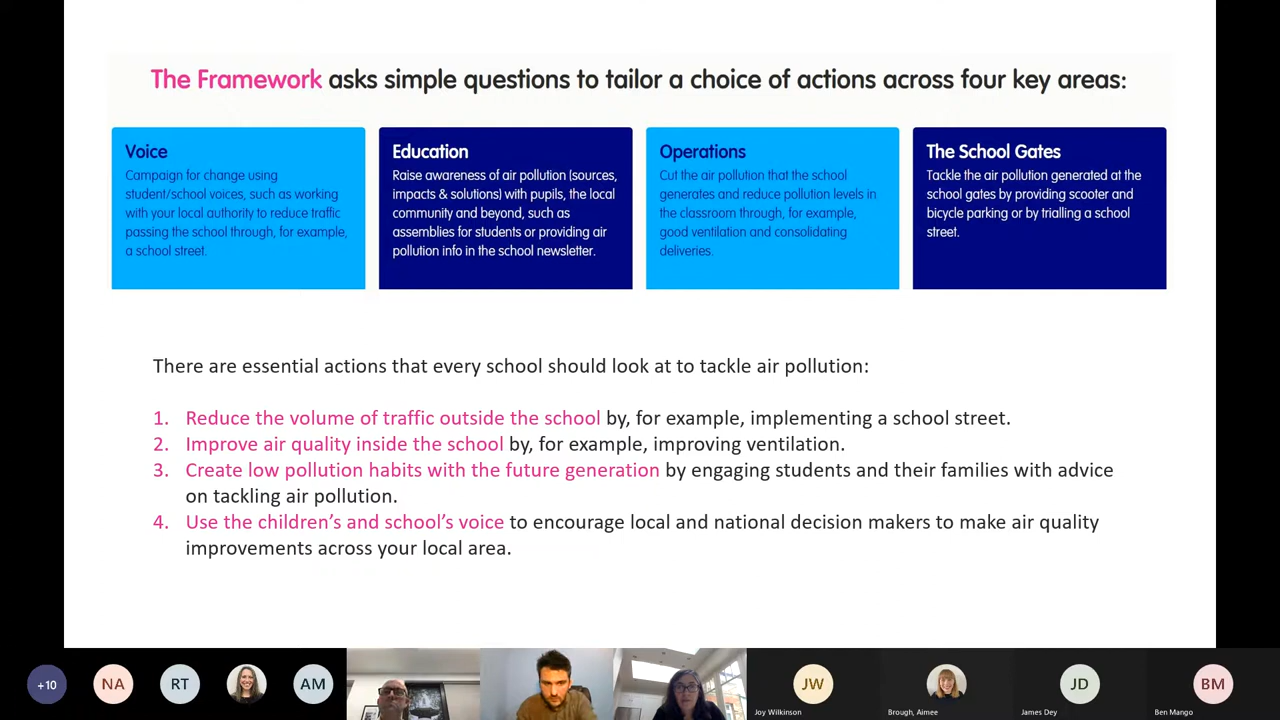 The Framework asks simple questions to tailor a choice of actions across four key areas:
Voice
Campaign for change using
student/school voices, such as working
with your local authority to reduce traffic
passing the school through, for example,
a school street.
Education
Raise awareness of air pollution (sources,
impacts & solutions) with pupils, the local
community and beyond, such as
assemblies for students or providing air
pollution info in the school newsletter.
Operations
Cut the air pollution that the school
generates and reduce pollution levels in
the classroom through, for example,
good ventilation and consolidating
deliveries.
The School Gates
Tackle the air pollution generated at the
school gates by providing scooter and
bicycle parking or by trialling a school
street.
There are essential actions that every school should look at to tackle air pollution:
1. Reduce the volume of traffic outside the school by, for example, implementing a school street.
2. Improve air quality inside the school by, for example, improving ventilation.
3. Create low pollution habits with the future generation by engaging students and their families with advice
on tackling air pollution.
4. Use the children's and school's voice to encourage local and national decision makers to make air quality
improvements across your local area.
+10
NA
RT
AM
JW
JD
BM
Joy Wilkinson
Brough, Aimee
James Dey
Ben Mango